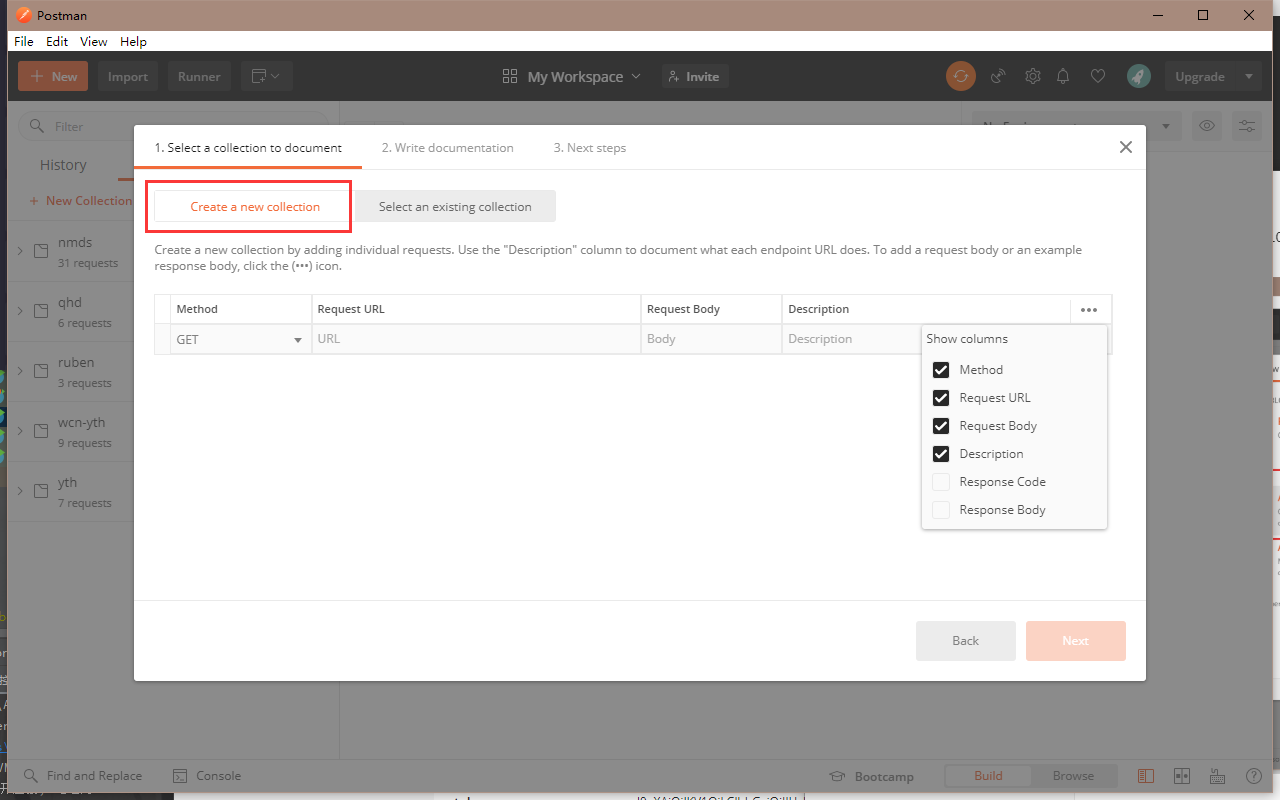 Postman
File Edit View Help
New Import Runner My Workspace Invite Upgrade
Filter
History
New Collection
nmds
31 requests
qhd
6 requests
ruben
3 requests
wcn-yth
9 requests
yth
7 requests
1. Select a collection to document 2. Write documentation 3. Next steps
Create a new collection Select an existing collection
Create a new collection by adding individual requests. Use the "Description" column to document what each endpoint URL does. To add a request body or an example
response body, click the (•••) icon.
Method Request URL Request Body Description •••
GET URL Body Description
Show columns
Method
Request URL
Request Body
Description
Response Code
Response Body
Back Next
Find and Replace Console Bootcamp Build Browse